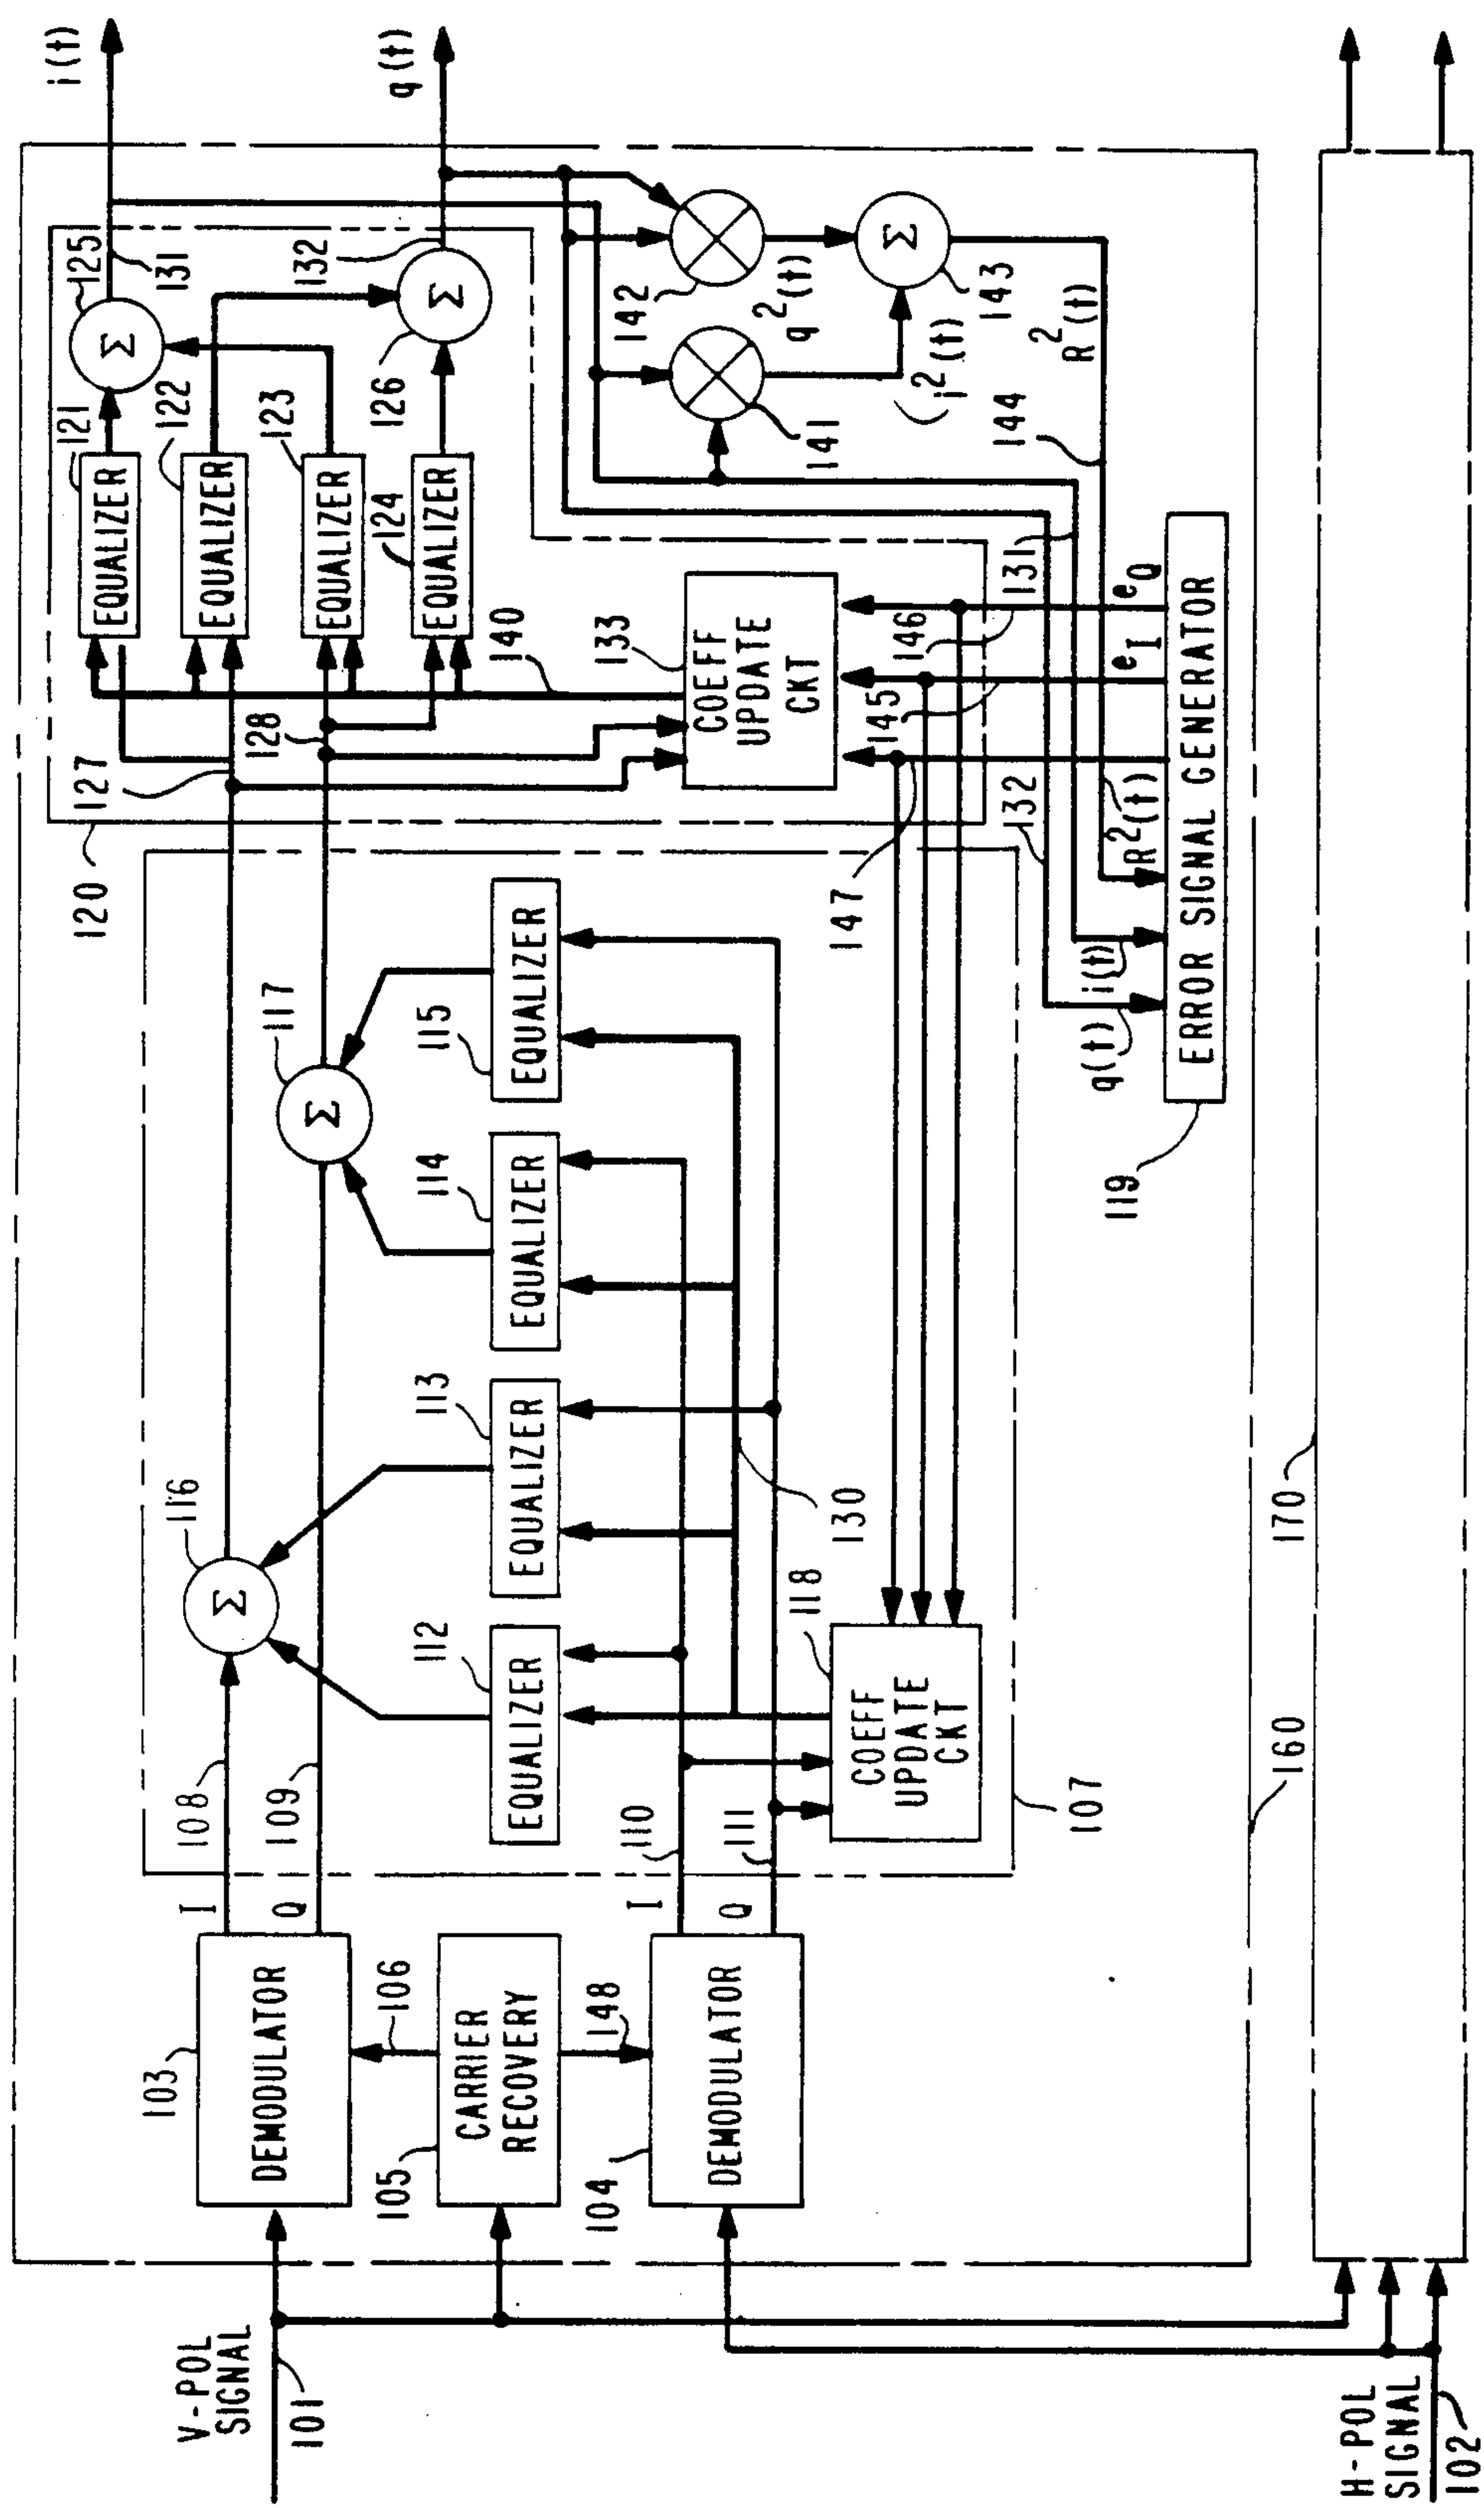 V-POL
SIGNAL
101
103
DEMODULATOR
I
108
Q
109
106
105
CARRIER
RECOVERY
148
104
DEMODULATOR
I
110
Q
111
107
116
Σ
117
Σ
112
EQUALIZER
113
EQUALIZER
114
EQUALIZER
115
EQUALIZER
130
118
COEFF
UPDATE
CKT
120
127
128
121
EQUALIZER
122
EQUALIZER
123
EQUALIZER
124
EQUALIZER
125
Σ
131
126
Σ
132
i(t)
q(t)
140
133
COEFF
UPDATE
CKT
142
q²(t)
141
i²(t)
Σ
143
R²(t)
144
145
146
131
132
147
eI
eQ
q(t)
i(t)
R²(t)
ERROR SIGNAL GENERATOR
119
160
170
H-POL
SIGNAL
102